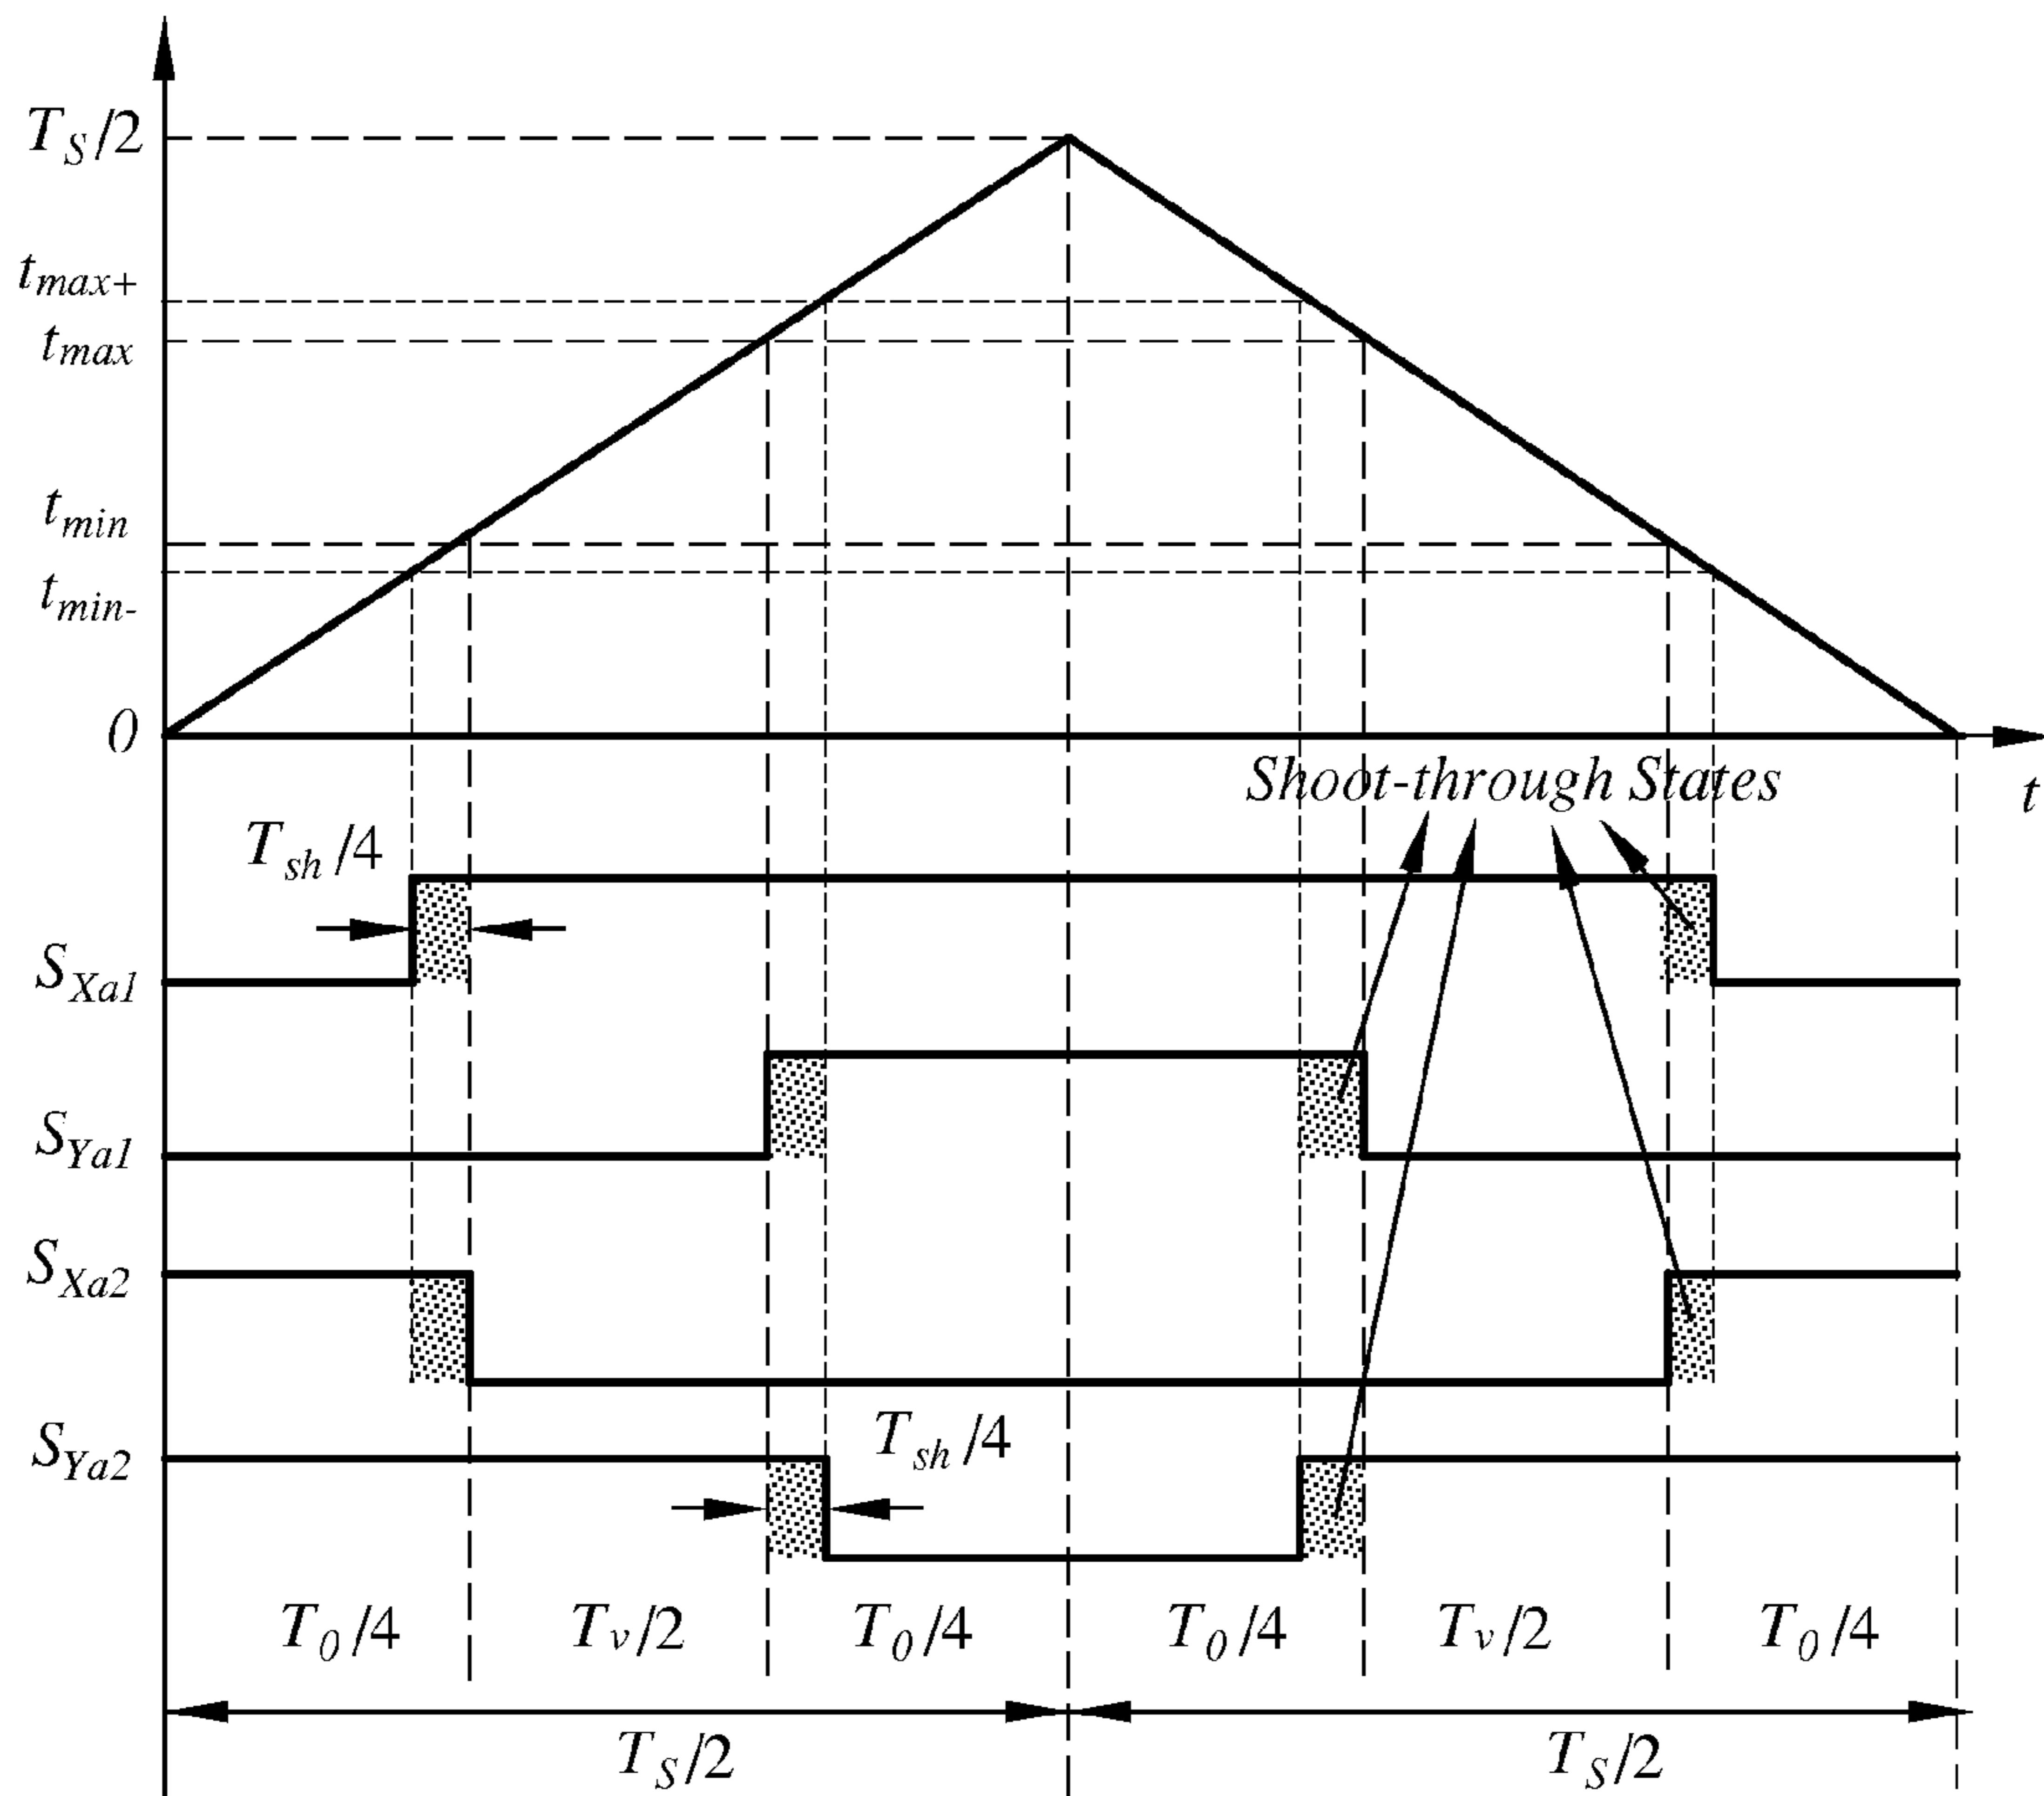 T_S/2
t_max+
t_max
t_min
t_min-
0
t
Shoot-through States
T_sh/4
S_Xa1
S_Ya1
S_Xa2
S_Ya2
T_sh/4
T_0/4 T_v/2 T_0/4 T_0/4 T_v/2 T_0/4
T_S/2 T_S/2